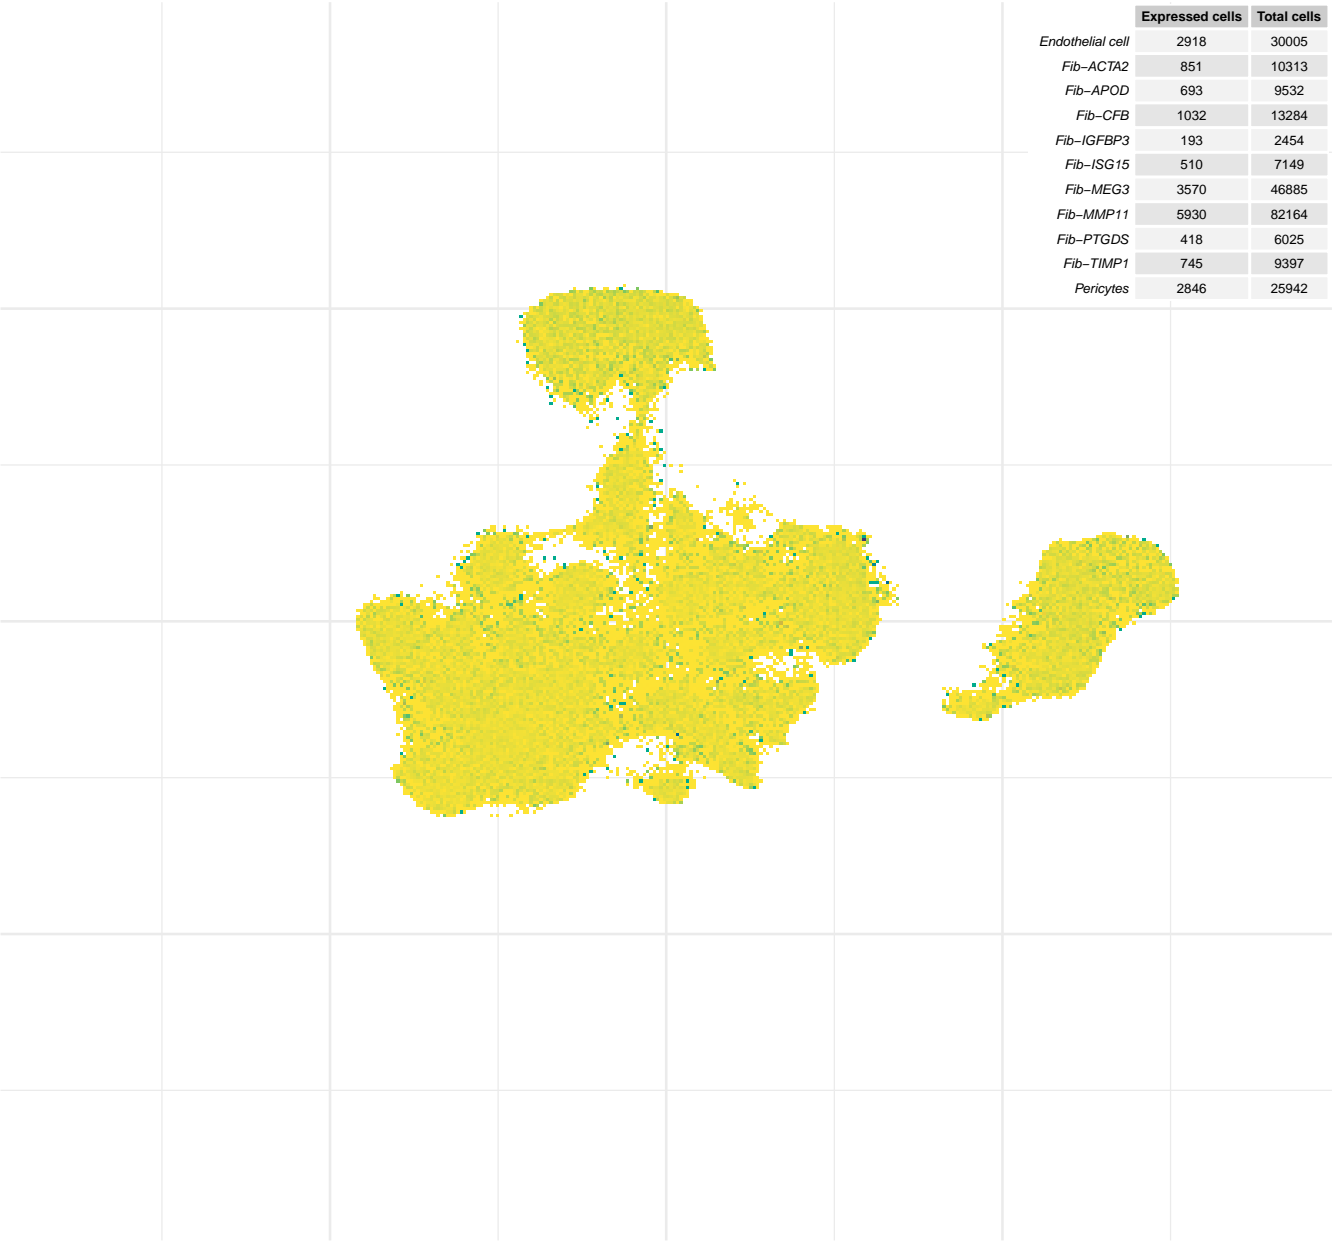 Expressed cells Total cells
Endothelial cell 2918 30005
Fib−ACTA2 851 10313
Fib−APOD 693 9532
Fib−CFB 1032 13284
Fib−IGFBP3 193 2454
Fib−ISG15 510 7149
Fib−MEG3 3570 46885
Fib−MMP11 5930 82164
Fib−PTGDS 418 6025
Fib−TIMP1 745 9397
Pericytes 2846 25942